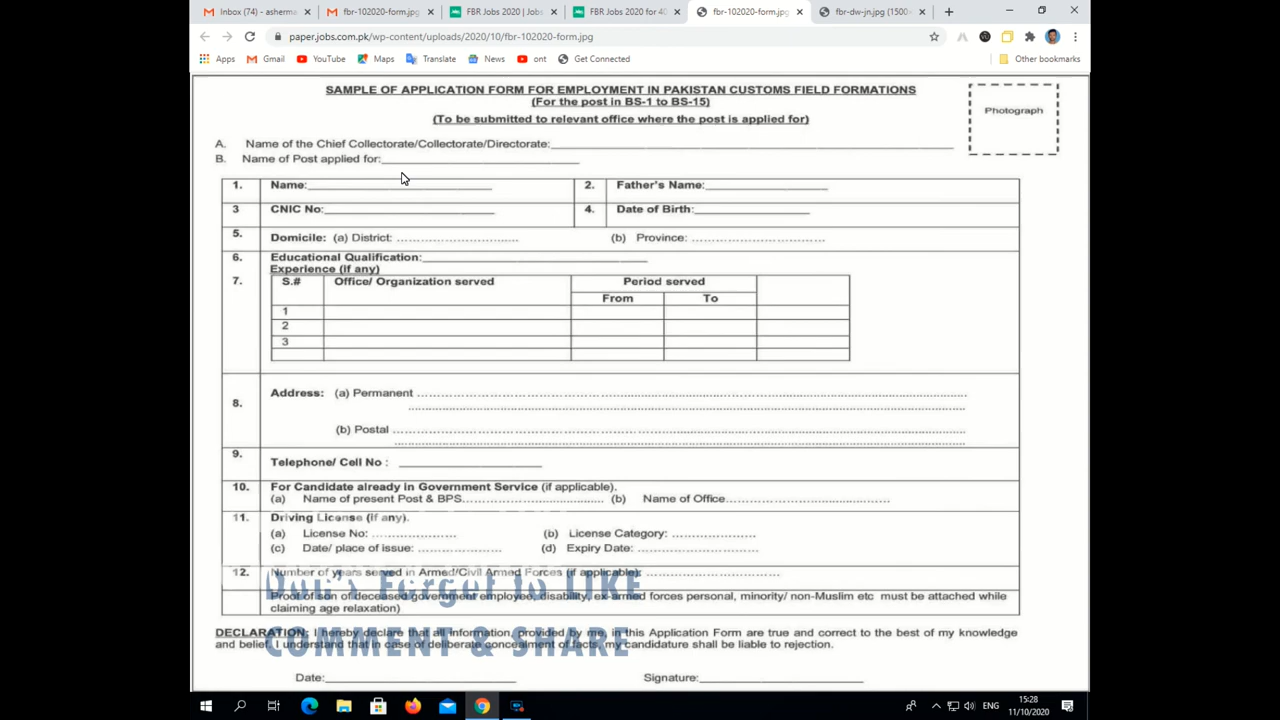 Inbox (74) - asherma
fbr-102020-form.jpg
FBR Jobs 2020 | Jobs
FBR Jobs 2020 for 40
fbr-102020-form.jpg
fbr-dw-jn.jpg (1500×
paper.jobs.com.pk/wp-content/uploads/2020/10/fbr-102020-form.jpg
Apps Gmail YouTube Maps Translate News ont Get Connected Other bookmarks
SAMPLE OF APPLICATION FORM FOR EMPLOYMENT IN PAKISTAN CUSTOMS FIELD FORMATIONS
(For the post in BS-1 to BS-15)
(To be submitted to relevant office where the post is applied for)
Photograph
A. Name of the Chief Collectorate/Collectorate/Directorate:
B. Name of Post applied for:
1. Name: 2. Father's Name:
3 CNIC No: 4. Date of Birth:
5. Domicile: (a) District: (b) Province:
6. Educational Qualification:
Experience (if any)
7. S.# Office/ Organization served Period served
From To
1
2
3
8. Address: (a) Permanent
(b) Postal
9. Telephone/ Cell No :
10. For Candidate already in Government Service (if applicable).
(a) Name of present Post & BPS (b) Name of Office
11. Driving License (if any).
(a) License No: (b) License Category:
(c) Date/ place of issue: (d) Expiry Date:
12. Number of years served in Armed/Civil Armed Forces (if applicable):
Proof of son of deceased government employee, disability, ex-armed forces personal, minority/ non-Muslim etc must be attached while
claiming age relaxation)
Don't Forget to LIKE
COMMENT & SHARE
DECLARATION: I hereby declare that all information, provided by me, in this Application Form are true and correct to the best of my knowledge
and belief. I understand that in case of deliberate concealment of facts, my candidature shall be liable to rejection.
Date: Signature:
ENG
15:28
11/10/2020